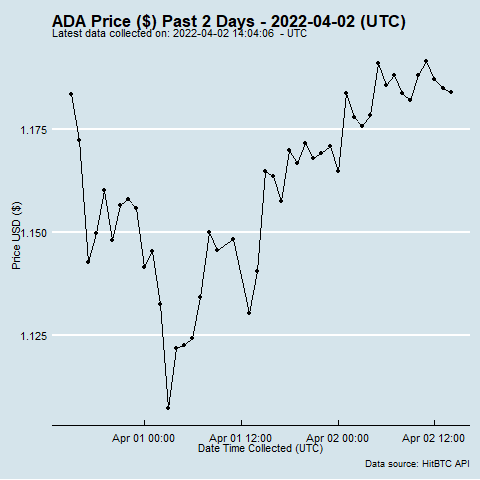 ADA Price ($) Past 2 Days - 2022-04-02 (UTC)
Latest data collected on: 2022-04-02 14:04:06 - UTC
Price USD ($)
1.175
1.150
1.125
Apr 01 00:00 Apr 01 12:00 Apr 02 00:00 Apr 02 12:00
Date Time Collected (UTC)
Data source: HitBTC API